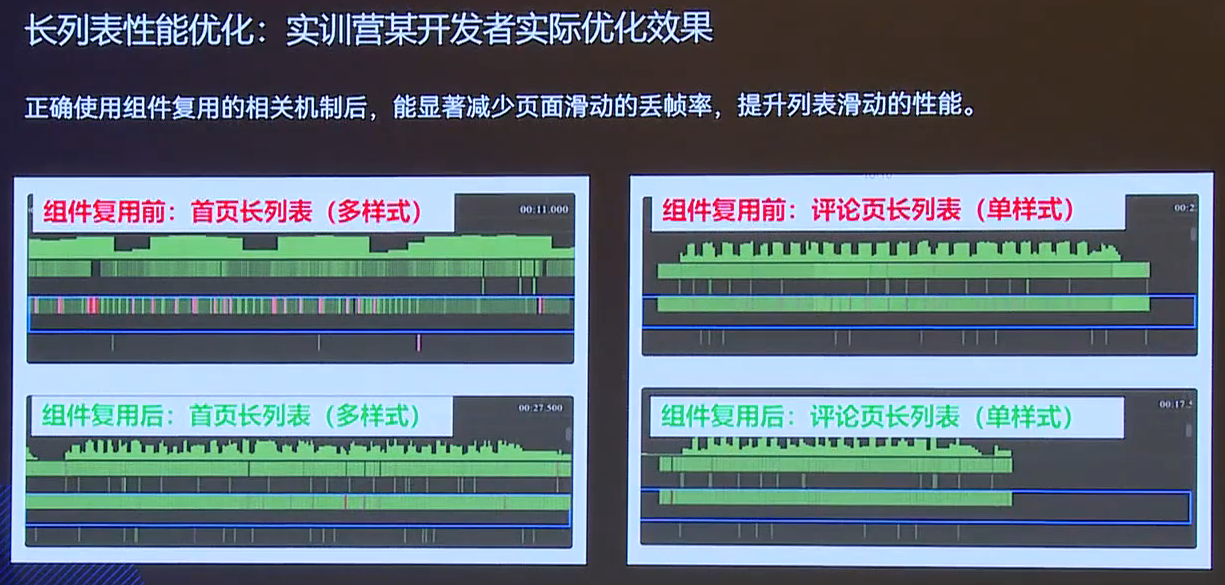 长列表性能优化：实训营某开发者实际优化效果
正确使用组件复用的相关机制后，能显著减少页面滑动的丢帧率，提升列表滑动的性能。
组件复用前：首页长列表（多样式）
00:11.000
组件复用前：评论页长列表（单样式）
00:2
组件复用后：首页长列表（多样式）
00:27.500
组件复用后：评论页长列表（单样式）
00:17.5